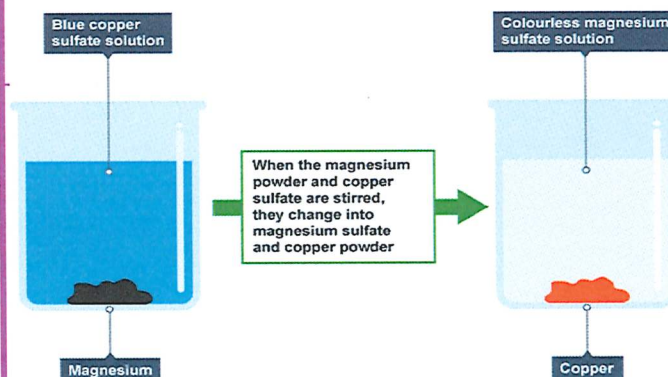 Blue copper
sulfate solution
Colourless magnesium
sulfate solution
When the magnesium
powder and copper
sulfate are stirred,
they change into
magnesium sulfate
and copper powder
Magnesium
Copper